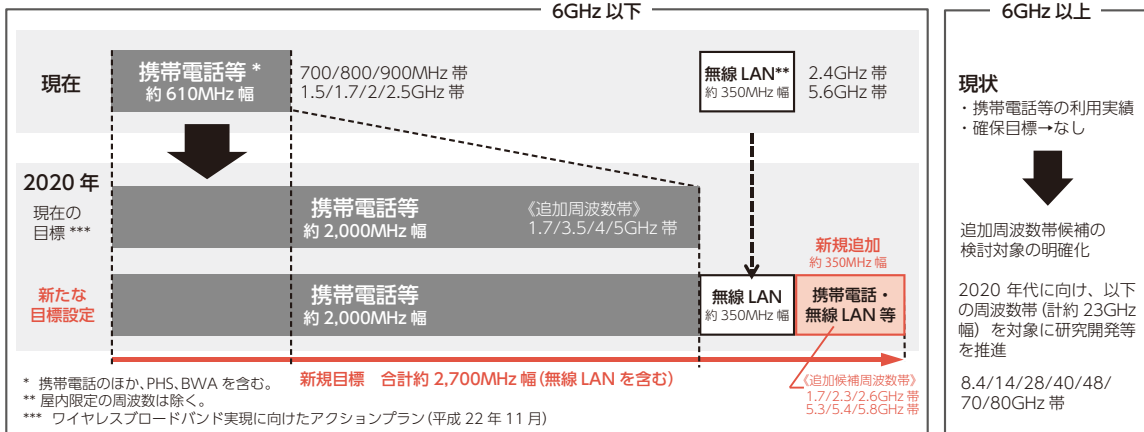 6GHz 以下
現在
携帯電話等 *
約 610MHz 幅
700/800/900MHz 帯
1.5/1.7/2/2.5GHz 帯
無線 LAN**
約 350MHz 幅
2.4GHz 帯
5.6GHz 帯
2020 年
現在の
目標 ***
携帯電話等
約 2,000MHz 幅
《追加周波数帯》
1.7/3.5/4/5GHz 帯
新たな
目標設定
携帯電話等
約 2,000MHz 幅
無線 LAN
約 350MHz 幅
新規追加
約 350MHz 幅
携帯電話・
無線 LAN 等
新規目標 合計約 2,700MHz 幅(無線 LAN を含む)
《追加候補周波数帯》
1.7/2.3/2.6GHz 帯
5.3/5.4/5.8GHz 帯
* 携帯電話のほか、PHS、BWA を含む。
** 屋内限定の周波数は除く。
*** ワイヤレスブロードバンド実現に向けたアクションプラン(平成 22 年 11 月)
6GHz 以上
現状
・携帯電話等の利用実績
・確保目標→なし
追加周波数帯候補の
検討対象の明確化
2020 年代に向け、以下
の周波数帯(計約 23GHz
幅)を対象に研究開発等
を推進
8.4/14/28/40/48/
70/80GHz 帯